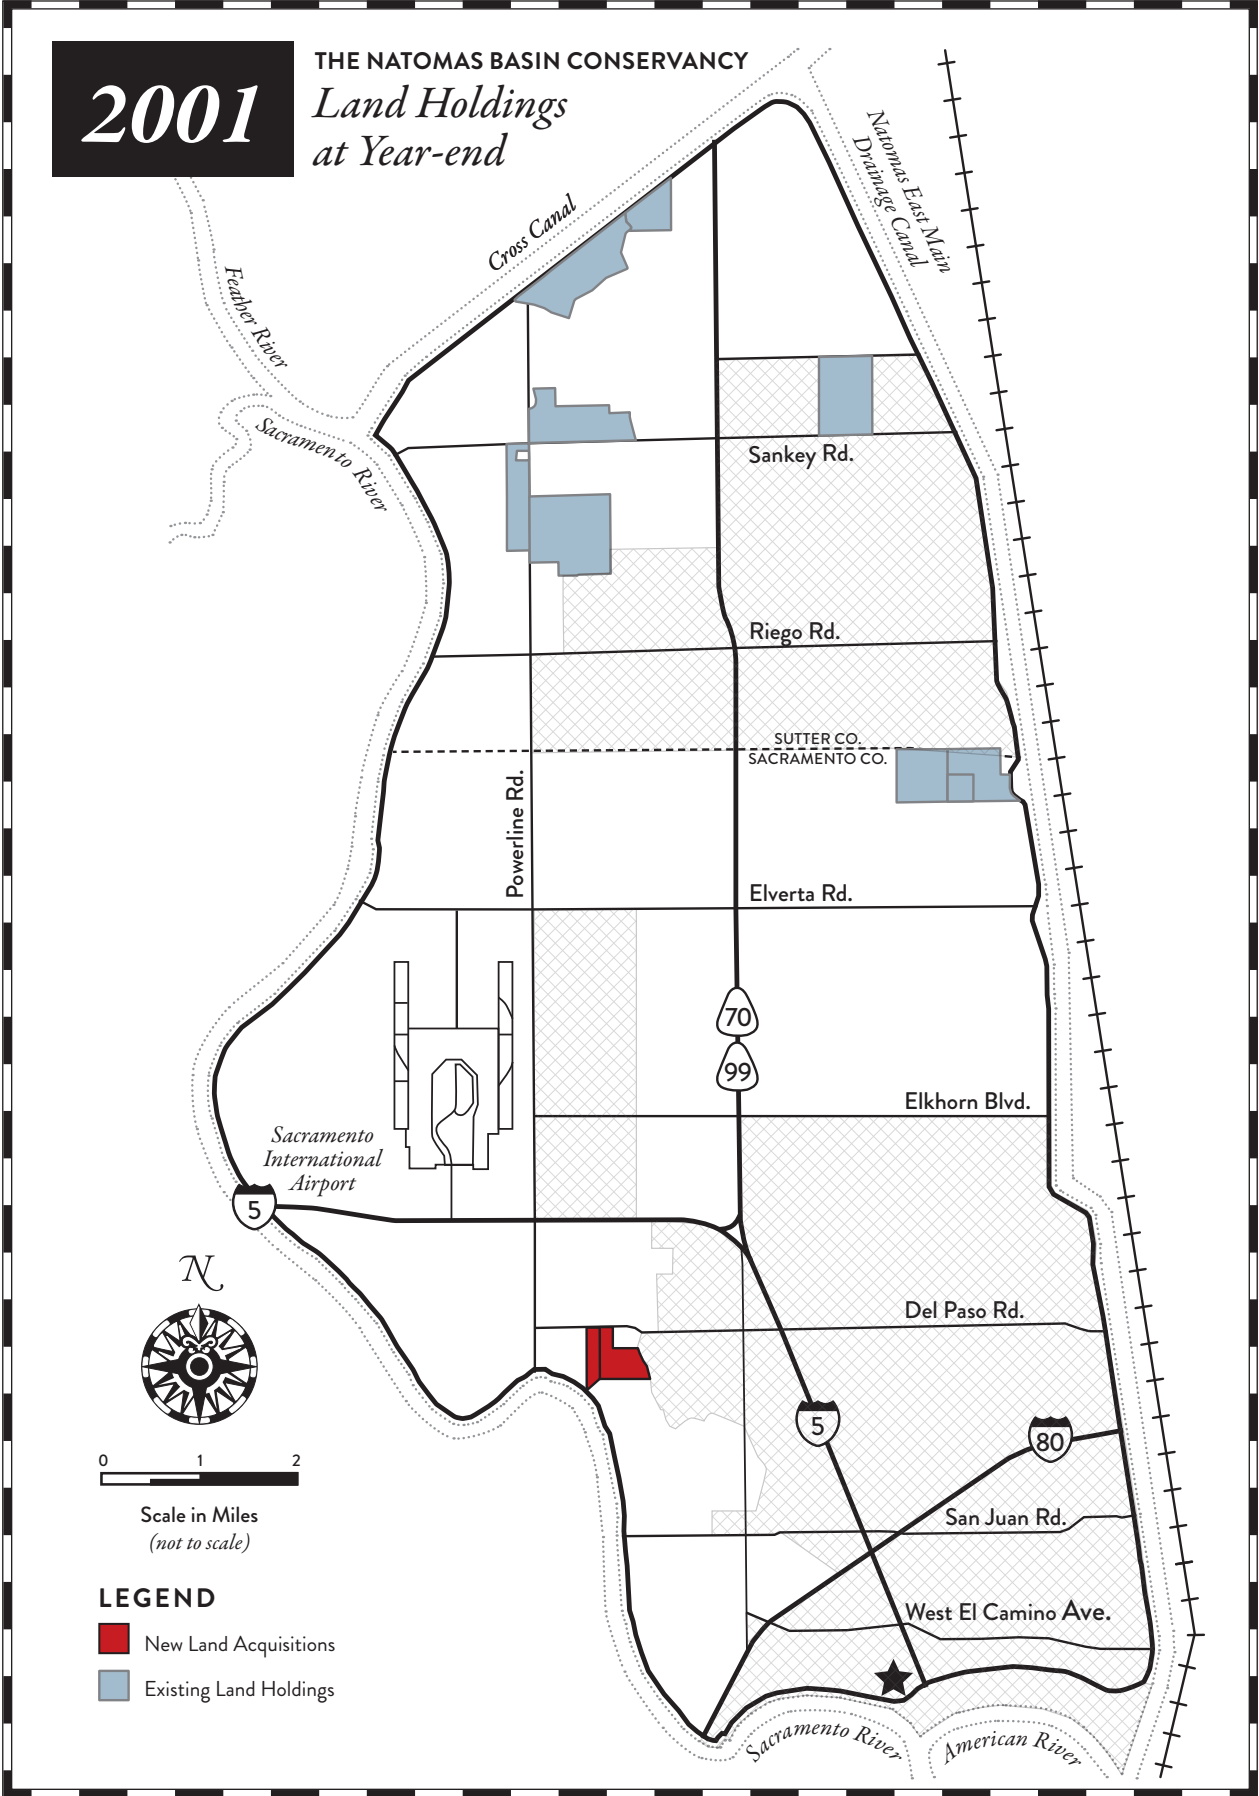 2001
THE NATOMAS BASIN CONSERVANCY
Land Holdings
at Year-end
Natomas East Main
Drainage Canal
Cross Canal
Feather River
Sacramento River
Sankey Rd.
Riego Rd.
SUTTER CO.
SACRAMENTO CO.
Powerline Rd.
Elverta Rd.
70
99
Elkhorn Blvd.
Sacramento
International
Airport
5
N
Del Paso Rd.
5
80
0 1 2
Scale in Miles
(not to scale)
San Juan Rd.
LEGEND
New Land Acquisitions
Existing Land Holdings
West El Camino Ave.
Sacramento River
American River